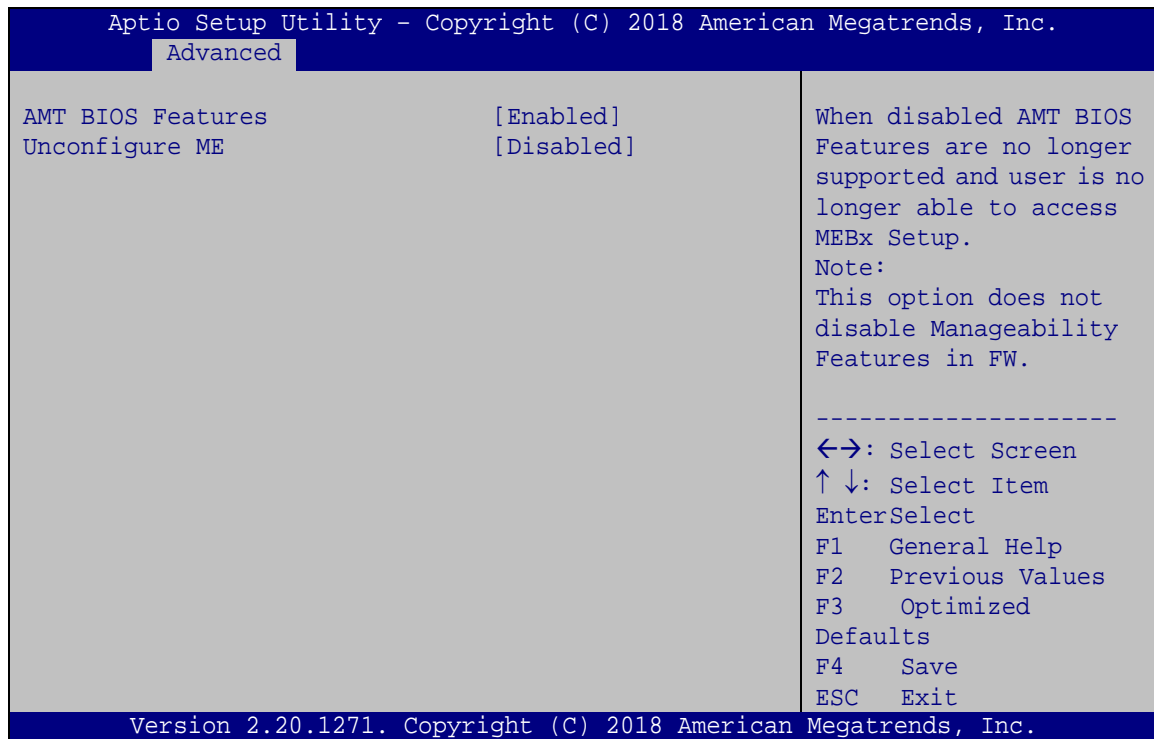 Aptio Setup Utility – Copyright (C) 2018 American Megatrends, Inc.
Advanced
AMT BIOS Features [Enabled]
Unconfigure ME [Disabled]
When disabled AMT BIOS
Features are no longer
supported and user is no
longer able to access
MEBx Setup.
Note:
This option does not
disable Manageability
Features in FW.
----------------------
←→: Select Screen
↑ ↓: Select Item
EnterSelect
F1 General Help
F2 Previous Values
F3 Optimized
Defaults
F4 Save
ESC Exit
Version 2.20.1271. Copyright (C) 2018 American Megatrends, Inc.